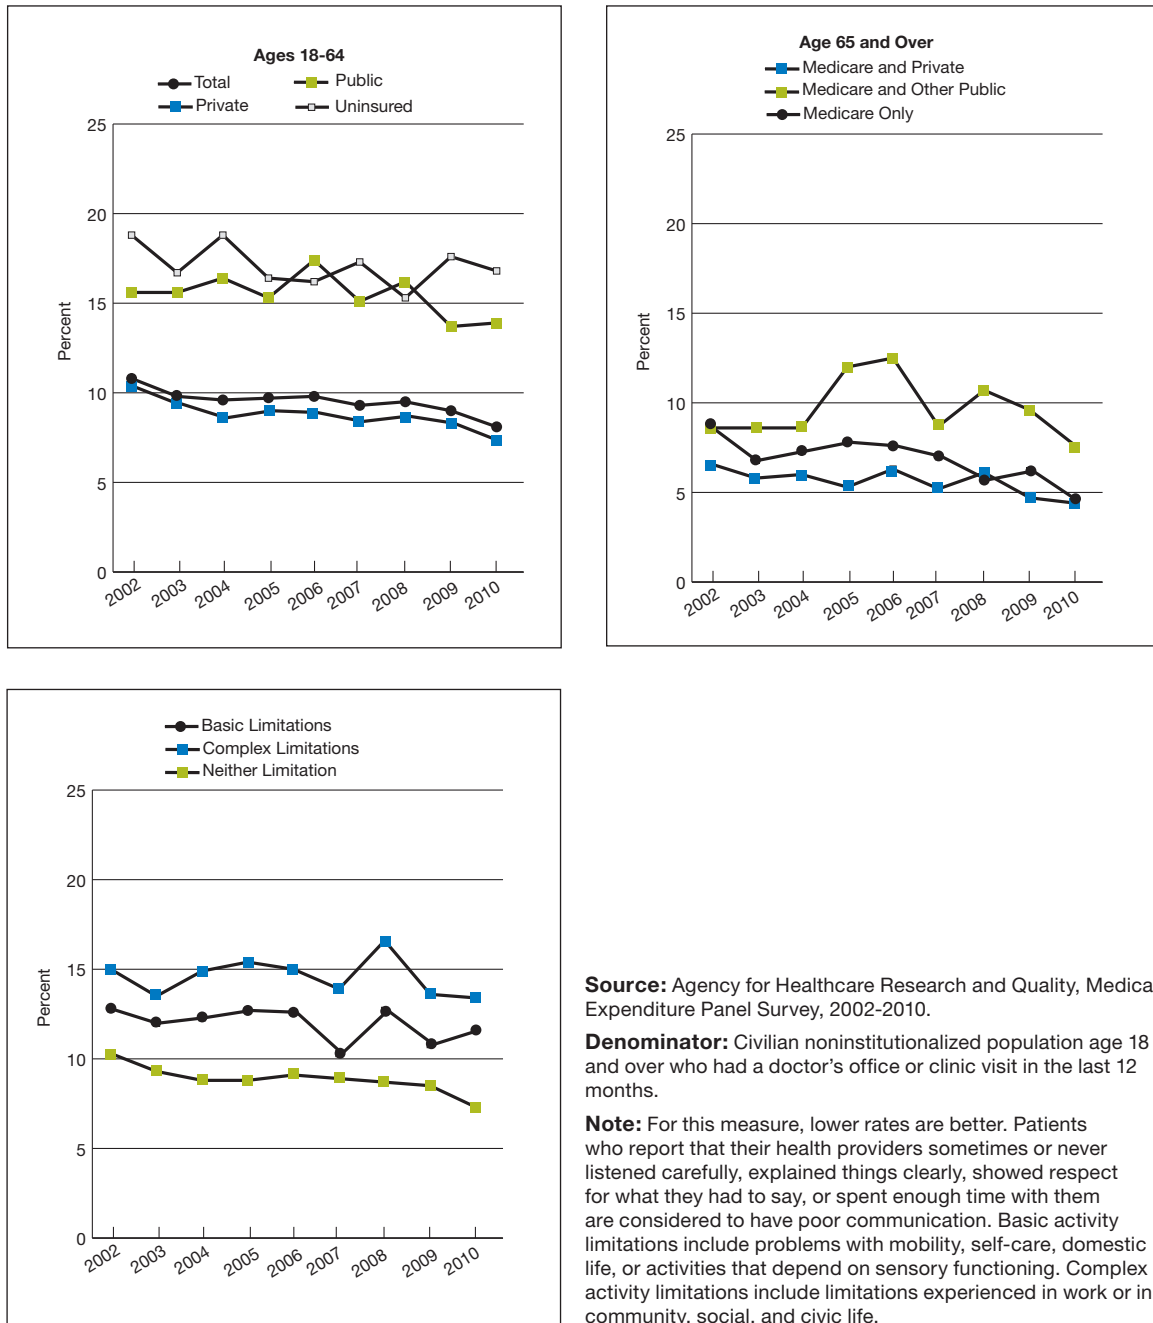 Ages 18-64
Total
Public
Private
Uninsured
25
20
15
10
5
0
Percent
2002
2003
2004
2005
2006
2007
2008
2009
2010
Age 65 and Over
Medicare and Private
Medicare and Other Public
Medicare Only
25
20
15
10
5
0
Percent
2002
2003
2004
2005
2006
2007
2008
2009
2010
Basic Limitations
Complex Limitations
Neither Limitation
25
20
15
10
5
0
Percent
2002
2003
2004
2005
2006
2007
2008
2009
2010
Source: Agency for Healthcare Research and Quality, Medica
Expenditure Panel Survey, 2002-2010.
Denominator: Civilian noninstitutionalized population age 18
and over who had a doctor's office or clinic visit in the last 12
months.
Note: For this measure, lower rates are better. Patients
who report that their health providers sometimes or never
listened carefully, explained things clearly, showed respect
for what they had to say, or spent enough time with them
are considered to have poor communication. Basic activity
limitations include problems with mobility, self-care, domestic
life, or activities that depend on sensory functioning. Complex
activity limitations include limitations experienced in work or in
community, social, and civic life.